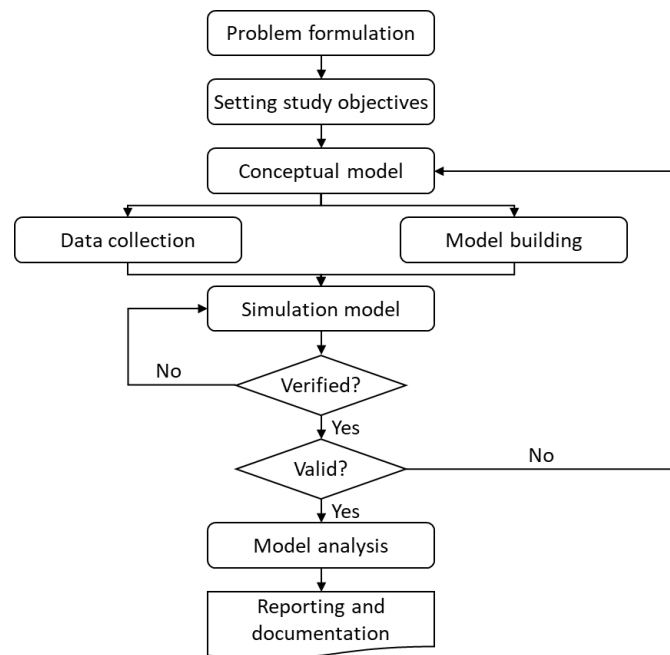 Problem formulation
Setting study objectives
Conceptual model
Data collection
Model building
Simulation model
No
Verified?
Yes
Valid?
No
Yes
Model analysis
Reporting and
documentation